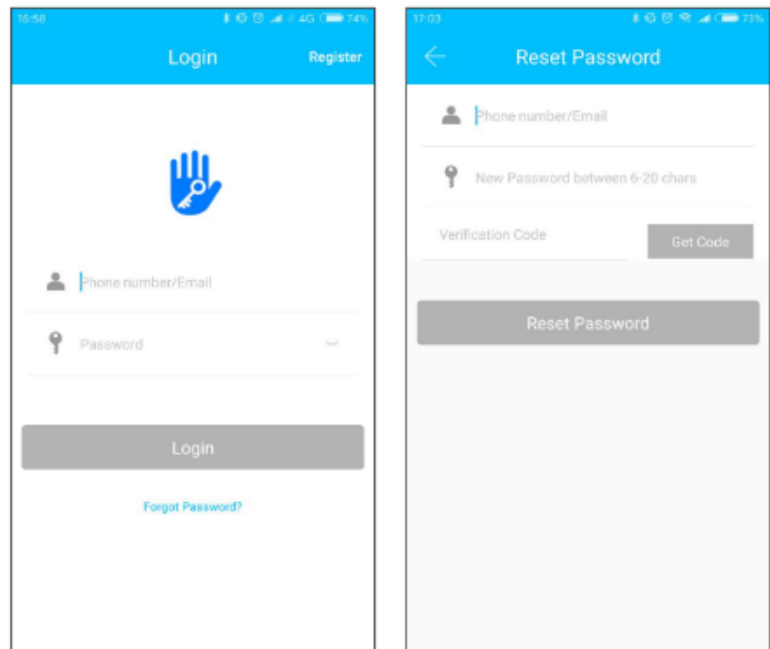 16:58 4G 74%
Login Register
Phone number/Email
Password
Login
Forgot Password?
17:03 73%
Reset Password
Phone number/Email
New Password between 6-20 chars
Verification Code Get Code
Reset Password